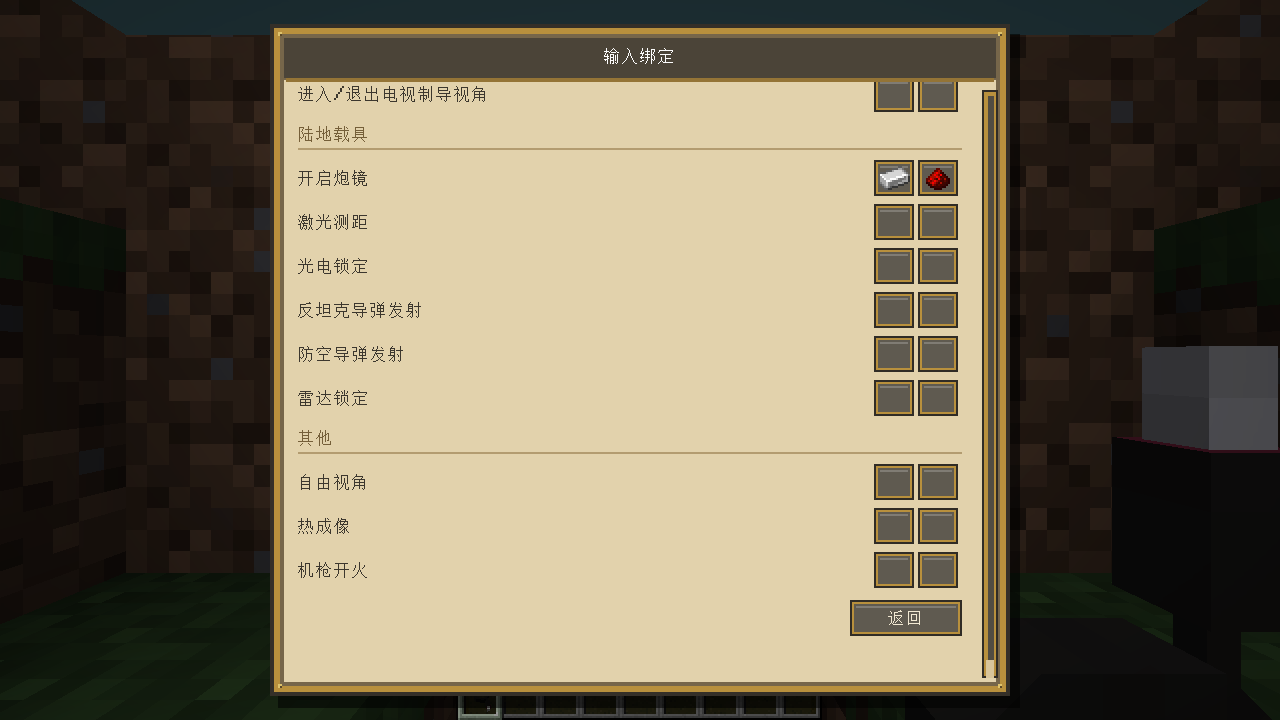 输入绑定
进入/退出电视制导视角
陆地载具
开启炮镜
激光测距
光电锁定
反坦克导弹发射
防空导弹发射
雷达锁定
其他
自由视角
热成像
机枪开火
返回